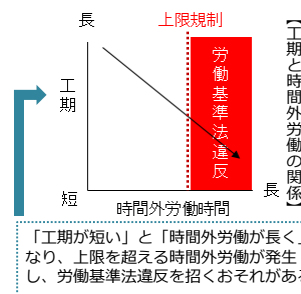 【工期と時間外労働の関係】
長
上限規制
工期
労働基準法違反
短
長
時間外労働時間
「工期が短い」と「時間外労働が長く」
なり、上限を超える時間外労働が発生
し、労働基準法違反を招くおそれがある